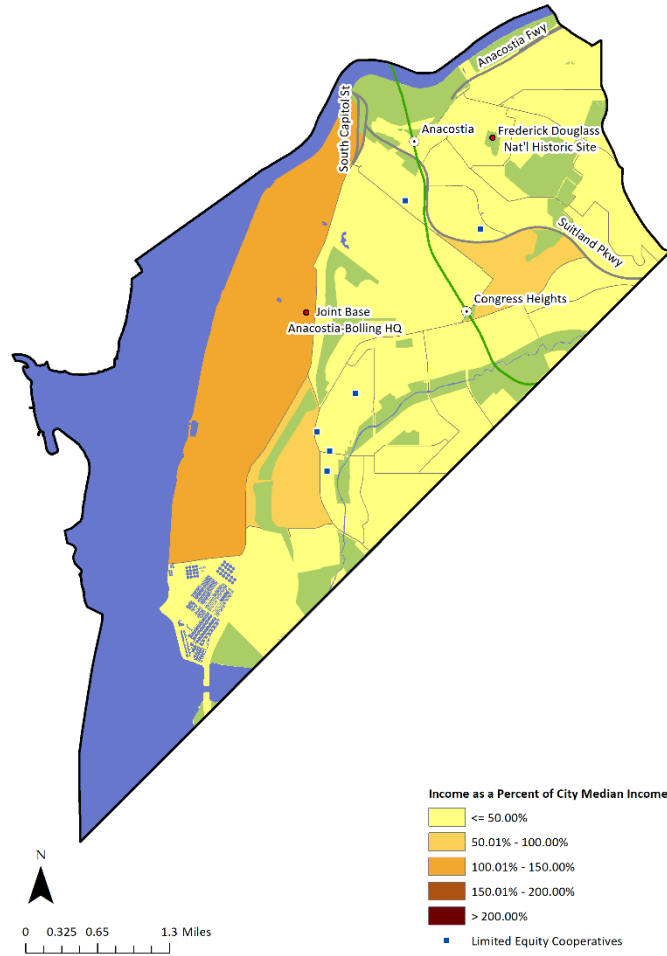 Anacostia Fwy
South Capitol St
Anacostia
Frederick Douglass
Nat'l Historic Site
Suitland Pkwy
Congress Heights
Joint Base
Anacostia-Bolling HQ
Income as a Percent of City Median Income
<= 50.00%
50.01% - 100.00%
100.01% - 150.00%
150.01% - 200.00%
> 200.00%
Limited Equity Cooperatives
N
0 0.325 0.65 1.3 Miles